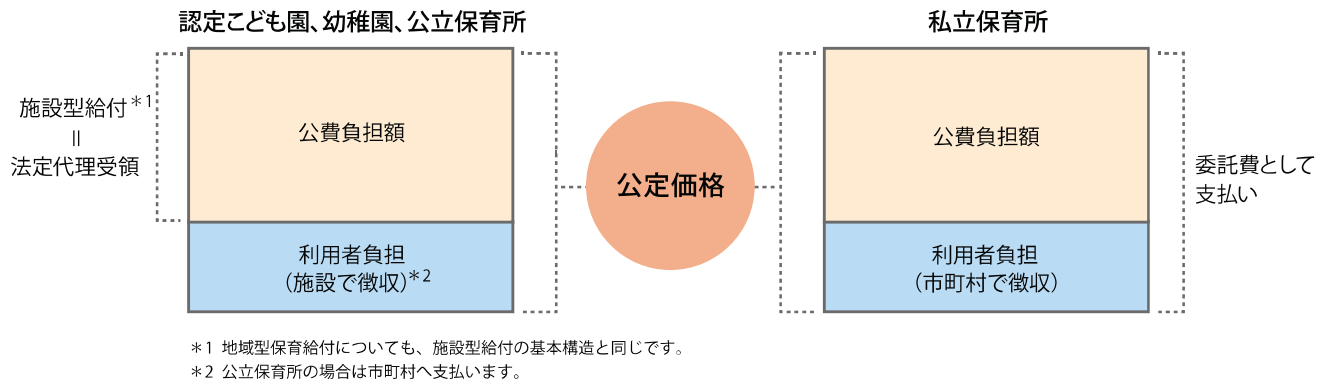 認定こども園、幼稚園、公立保育所
施設型給付＊1
＝
法定代理受領
公費負担額
利用者負担
（施設で徴収）＊2
公定価格
私立保育所
公費負担額
利用者負担
（市町村で徴収）
委託費として
支払い
＊1 地域型保育給付についても、施設型給付の基本構造と同じです。
＊2 公立保育所の場合は市町村へ支払います。